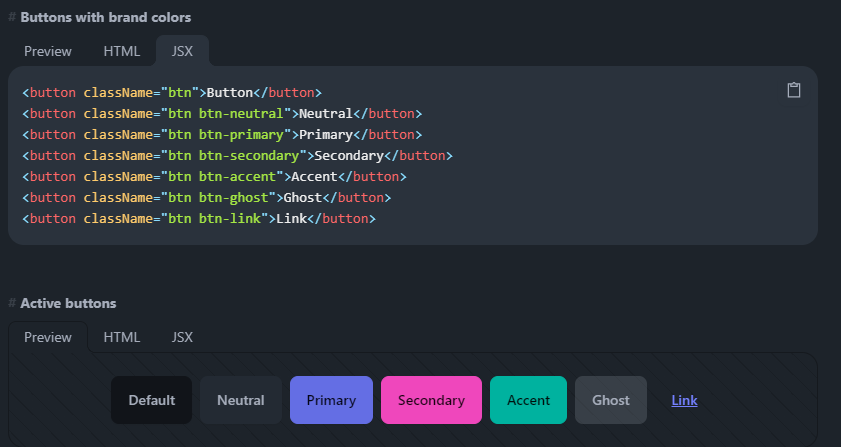 # Buttons with brand colors
Preview HTML JSX
<button className="btn">Button</button>
<button className="btn btn-neutral">Neutral</button>
<button className="btn btn-primary">Primary</button>
<button className="btn btn-secondary">Secondary</button>
<button className="btn btn-accent">Accent</button>
<button className="btn btn-ghost">Ghost</button>
<button className="btn btn-link">Link</button>
# Active buttons
Preview HTML JSX
Default Neutral Primary Secondary Accent Ghost Link